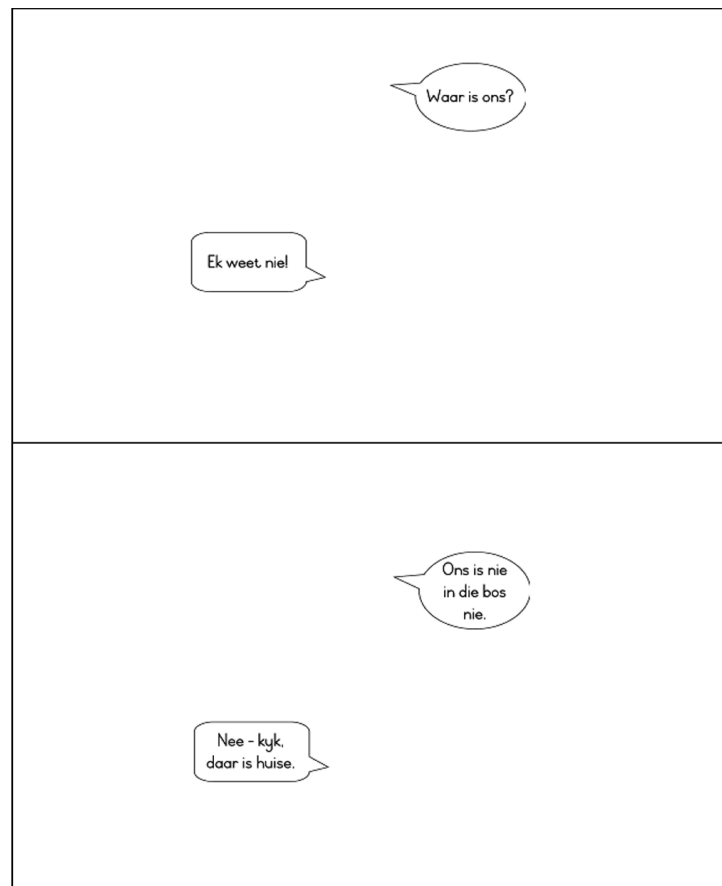 Waar is ons?
Ek weet nie!
Ons is nie
in die bos
nie.
Nee - kyk,
daar is huise.